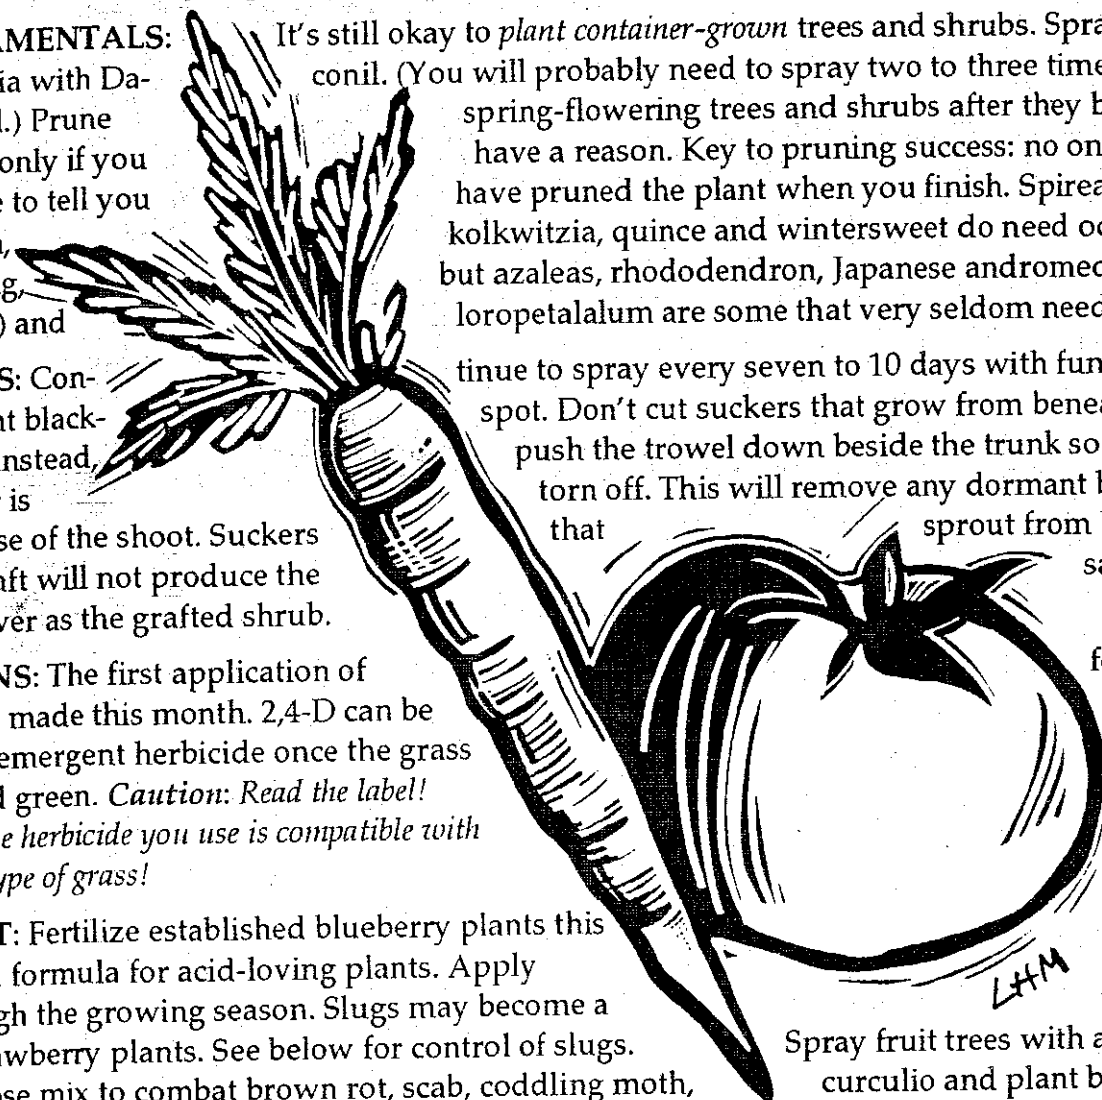 AMENTALS: It's still okay to plant container-grown trees and shrubs. Spra
ia with Da- conil. (You will probably need to spray two to three time
l.) Prune spring-flowering trees and shrubs after they b
only if you have a reason. Key to pruning success: no on
e to tell you have pruned the plant when you finish. Spirea
, kolkwitzia, quince and wintersweet do need oc
g, but azaleas, rhododendron, Japanese andromed
) and loropetalalum are some that very seldom need
S: Con- tinue to spray every seven to 10 days with fun
nt black- spot. Don't cut suckers that grow from benea
nstead, push the trowel down beside the trunk so
r is torn off. This will remove any dormant b
se of the shoot. Suckers that sprout from
aft will not produce the sa
ver as the grafted shrub.
NS: The first application of fe
made this month. 2,4-D can be
emergent herbicide once the grass
d green. Caution: Read the label!
e herbicide you use is compatible with
ype of grass!
T: Fertilize established blueberry plants this
formula for acid-loving plants. Apply
gh the growing season. Slugs may become a
awberry plants. See below for control of slugs. Spray fruit trees with a
ose mix to combat brown rot, scab, coddling moth, curculio and plant b
LHM